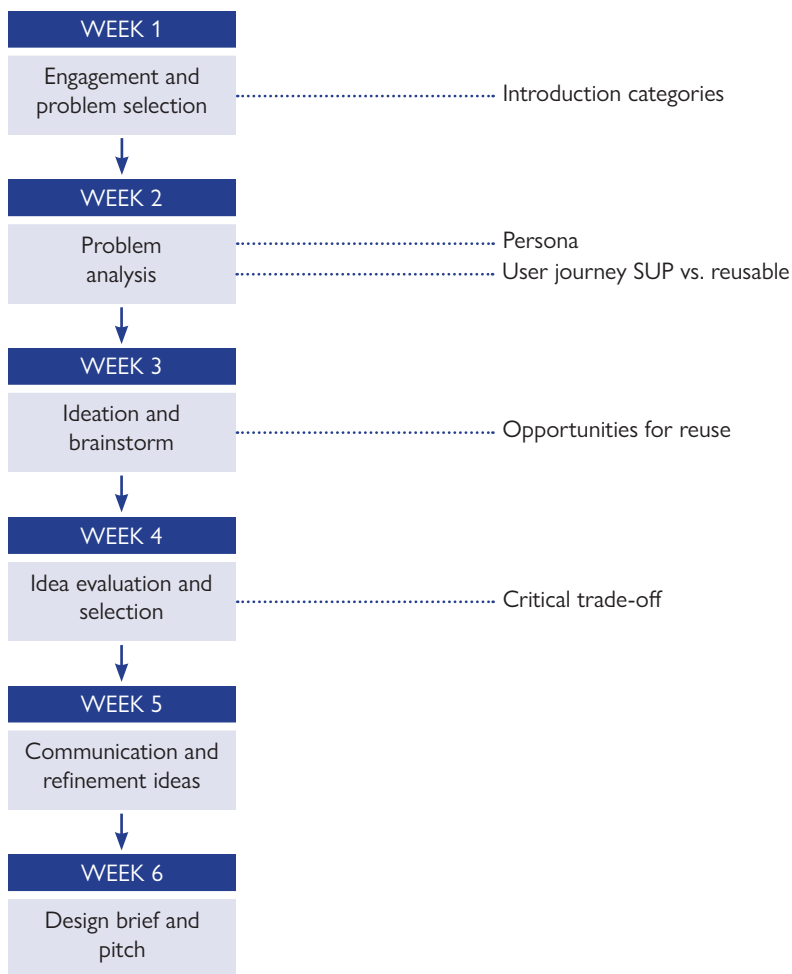 WEEK 1
Engagement and
problem selection
Introduction categories
WEEK 2
Problem
analysis
Persona
User journey SUP vs. reusable
WEEK 3
Ideation and
brainstorm
Opportunities for reuse
WEEK 4
Idea evaluation and
selection
Critical trade-off
WEEK 5
Communication and
refinement ideas
WEEK 6
Design brief and
pitch